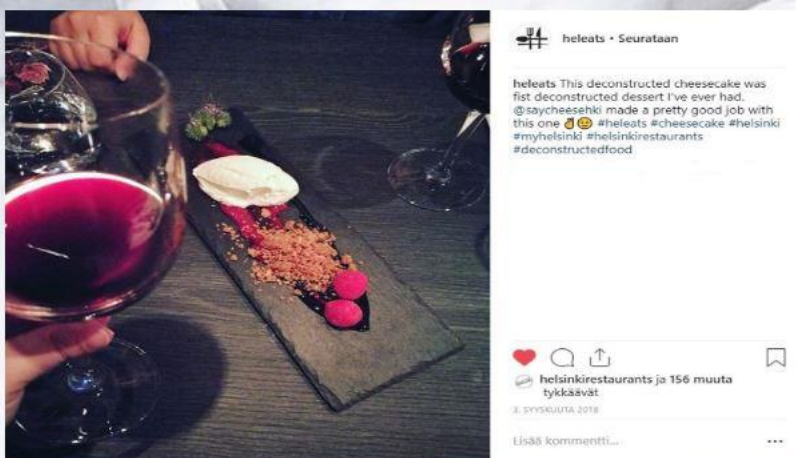 heleats • Seurataan
heleats This deconstructed cheesecake was
fist deconstructed dessert I've ever had.
@saycheesehki made a pretty good job with
this one 👌😊 #heleats #cheesecake #helsinki
#myhelsinki #helsinkirestaurants
#deconstructedfood
helsinkirestaurants ja 156 muuta
tykkäävät
3. SYYSKUUTA 2018
Lisää kommentti...